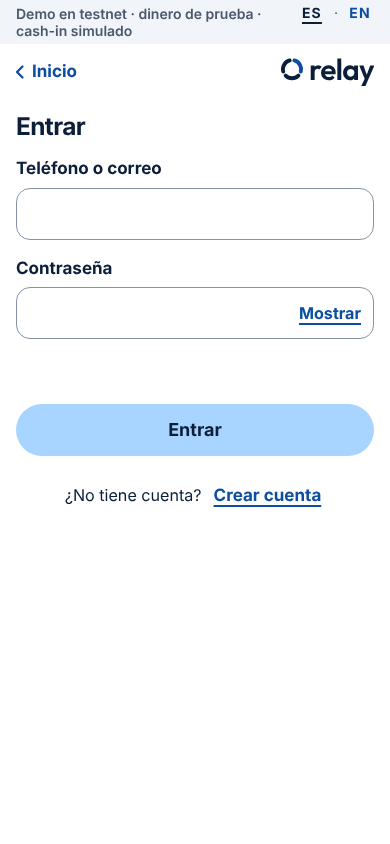 Demo en testnet · dinero de prueba ·
cash-in simulado
ES · EN
Inicio
relay
Entrar
Teléfono o correo
Contraseña
Mostrar
Entrar
¿No tiene cuenta? Crear cuenta